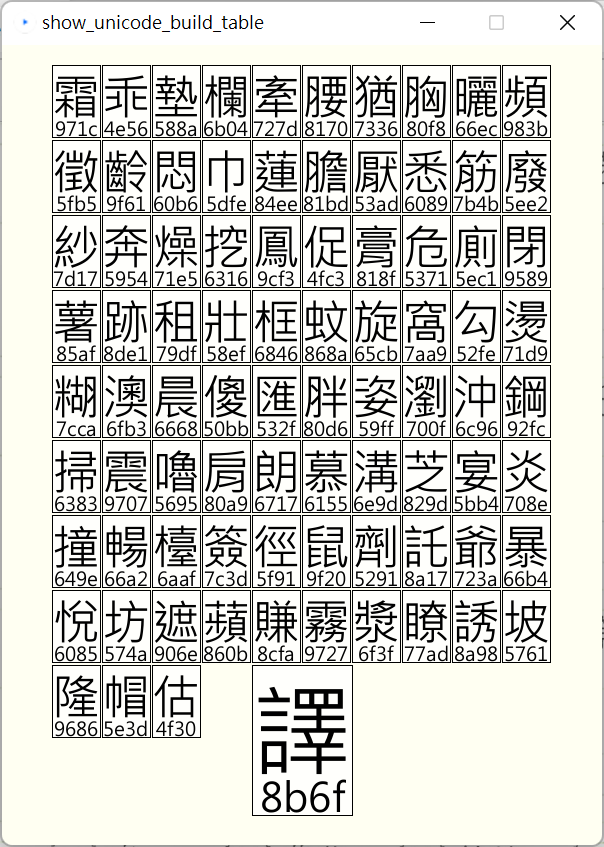 show_unicode_build_table
霜 乖 墊 欄 牽 腰 猶 胸 曬 頻
971c 4e56 588a 6b04 727d 8170 7336 80f8 66ec 983b
徵 齡 悶 巾 蓮 膽 厭 悉 筋 廢
5fb5 9f61 60b6 5dfe 84ee 81bd 53ad 6089 7b4b 5ee2
紗 奔 燥 挖 鳳 促 膏 危 廁 閉
7d17 5954 71e5 6316 9cf3 4fc3 818f 5371 5ec1 9589
薯 跡 租 壯 框 蚊 旋 窩 勾 燙
85af 8de1 79df 58ef 6846 868a 65cb 7aa9 52fe 71d9
糊 澳 晨 傻 匯 胖 姿 瀏 沖 鋼
7cca 6fb3 6668 50bb 532f 80d6 59ff 700f 6c96 92fc
掃 震 嚕 肩 朗 慕 溝 芝 宴 炎
6383 9707 5695 80a9 6717 6155 6e9d 829d 5bb4 708e
撞 暢 檯 簽 徑 鼠 劑 託 爺 暴
649e 66a2 6aaf 7c3d 5f91 9f20 5291 8a17 723a 66b4
悅 坊 遮 蘋 賺 霧 漿 瞭 誘 坡
6085 574a 906e 860b 8cfa 9727 6f3f 77ad 8a98 5761
隆 帽 估
9686 5e3d 4f30
譯
8b6f